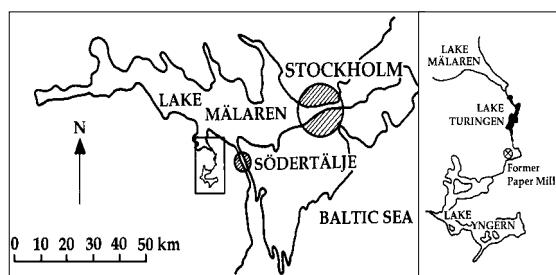 STOCKHOLM
LAKE
MÄLAREN
N
SÖDERTÄLJE
BALTIC SEA
0 10 20 30 40 50 km
LAKE
MÄLAREN
LAKE
TURINGEN
Former
Paper Mill
LAKE
YNGERN